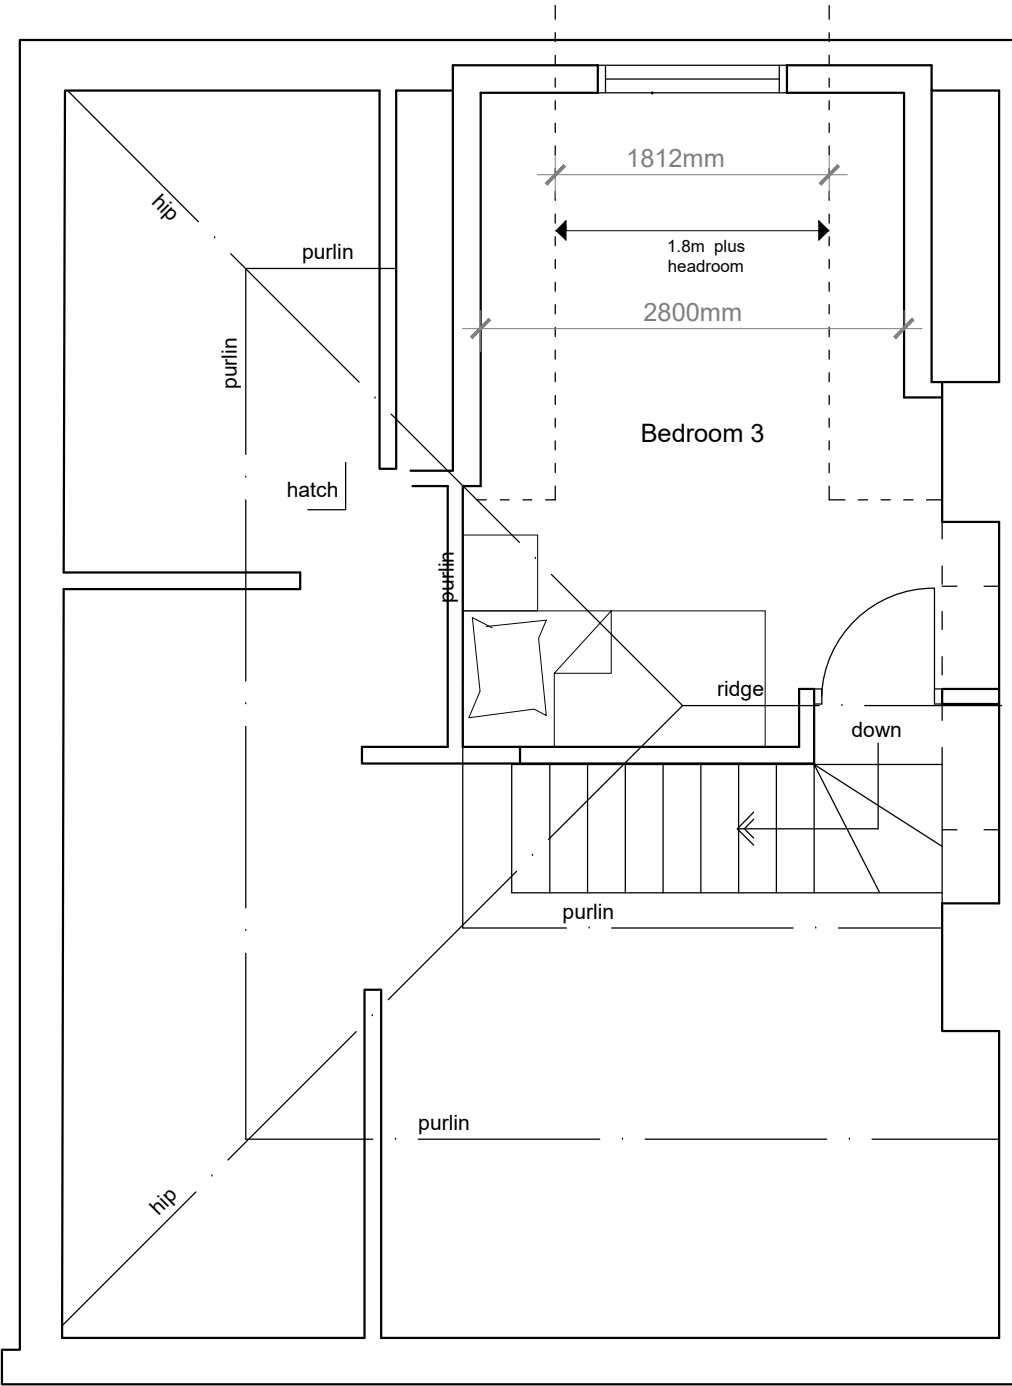 1812mm
hip
1.8m plus
headroom
purlin
2800mm
purlin
Bedroom 3
hatch
purlin
ridge
down
purlin
purlin
hip